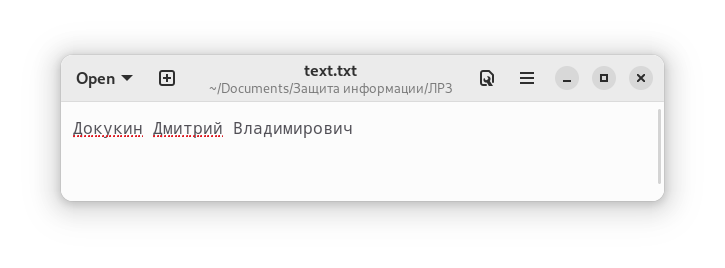 Open
text.txt
~/Documents/Защита информации/ЛР3
Докукин Дмитрий Владимирович